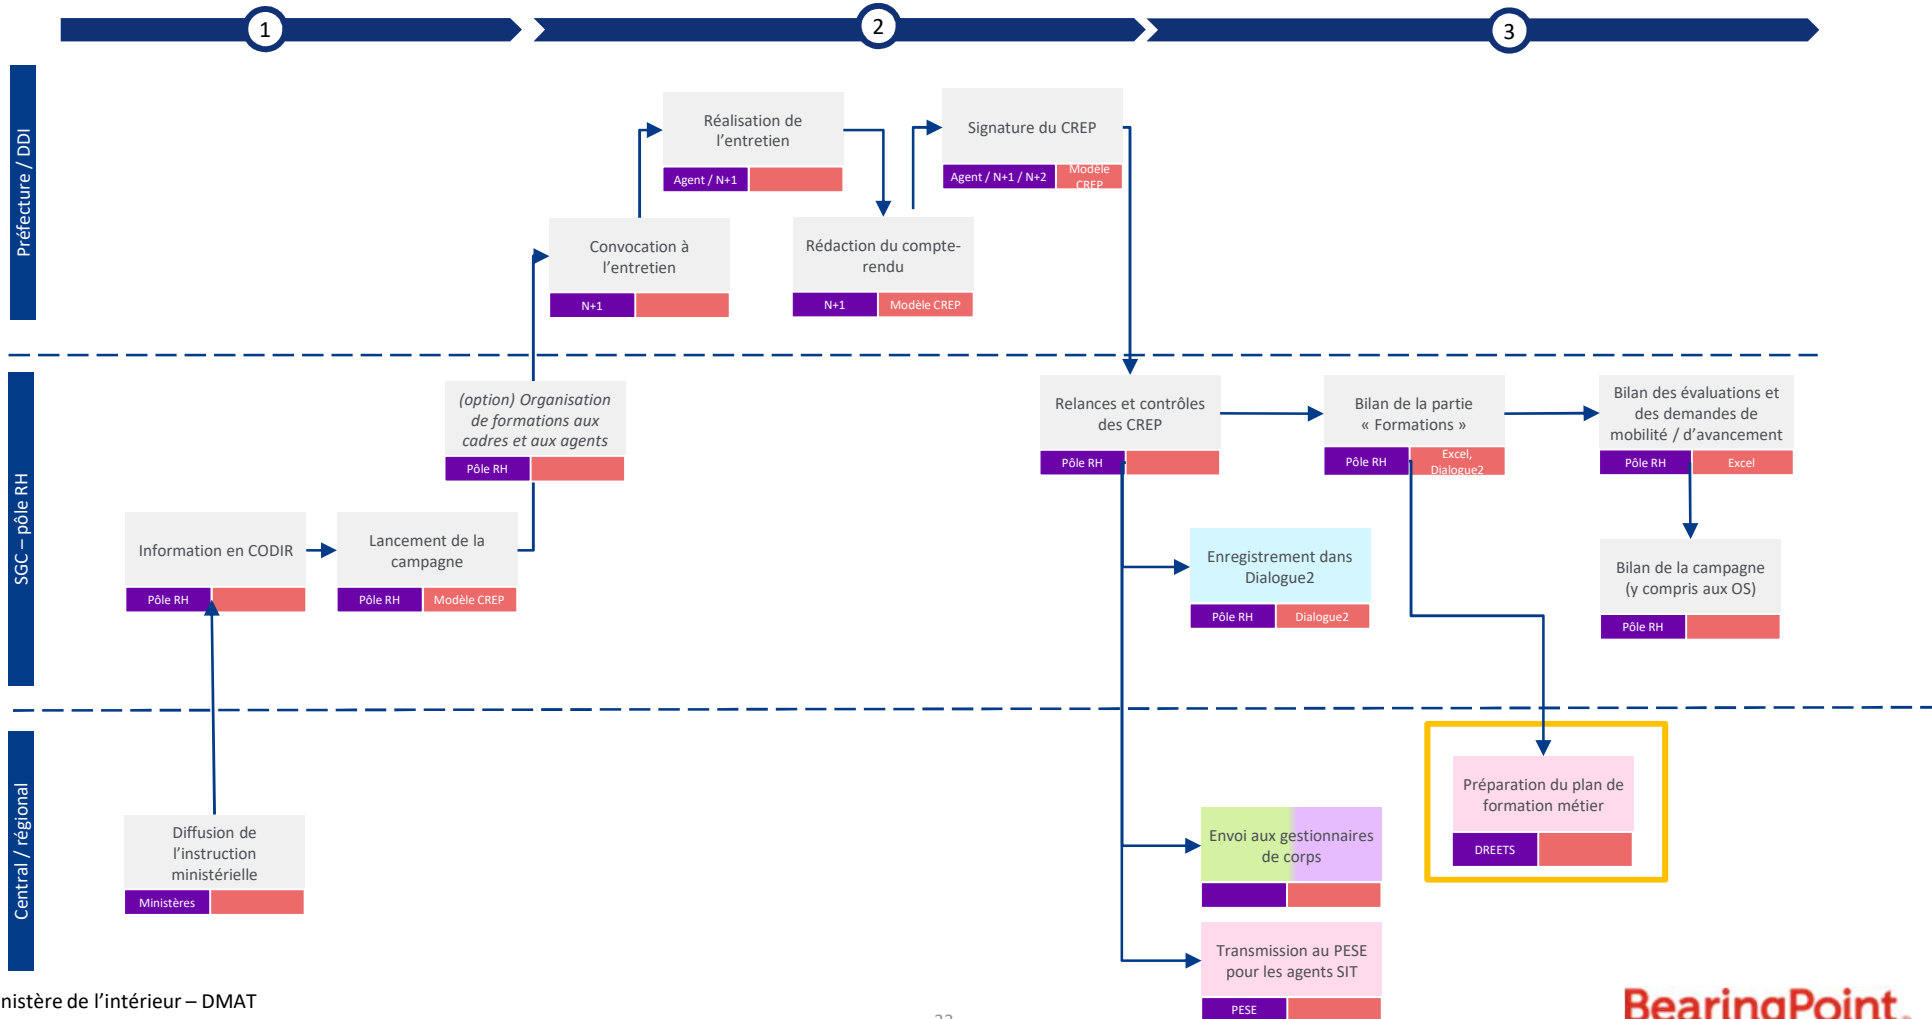 1
2
3
Préfecture / DDI
Réalisation de
l'entretien
Agent / N+1
Signature du CREP
Agent / N+1 / N+2
Modèle
CREP
Convocation à
l'entretien
N+1
Rédaction du compte-
rendu
N+1
Modèle CREP
SGC – pôle RH
(option) Organisation
de formations aux
cadres et aux agents
Pôle RH
Relances et contrôles
des CREP
Pôle RH
Bilan de la partie
« Formations »
Pôle RH
Excel,
Dialogue2
Bilan des évaluations et
des demandes de
mobilité / d'avancement
Pôle RH
Excel
Information en CODIR
Pôle RH
Lancement de la
campagne
Pôle RH
Modèle CREP
Enregistrement dans
Dialogue2
Pôle RH
Dialogue2
Bilan de la campagne
(y compris aux OS)
Pôle RH
Central / régional
Diffusion de
l'instruction
ministérielle
Ministères
Envoi aux gestionnaires
de corps
Préparation du plan de
formation métier
DREETS
Transmission au PESE
pour les agents SIT
PESE
nistère de l'intérieur – DMAT
BearingPoint.